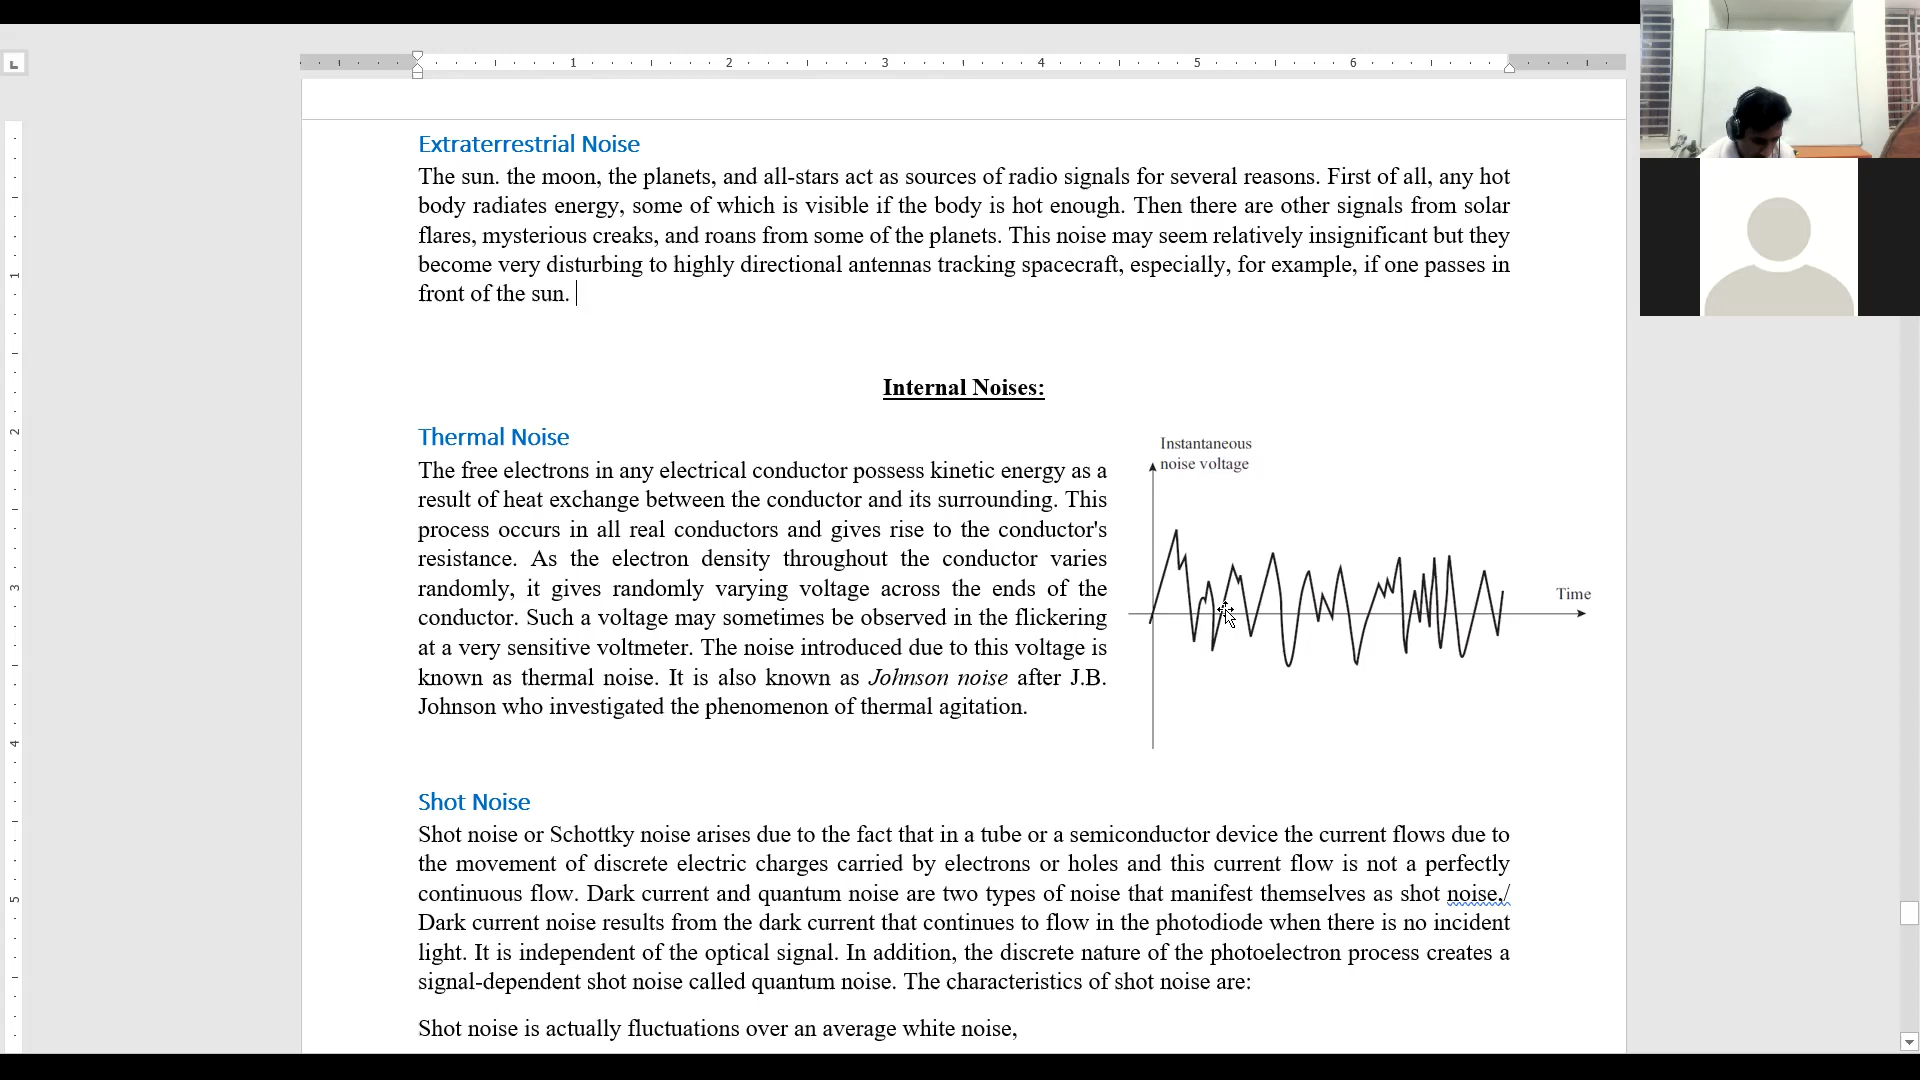 1 2 3 4 5 6
Extraterrestrial Noise
The sun. the moon, the planets, and all-stars act as sources of radio signals for several reasons. First of all, any hot
body radiates energy, some of which is visible if the body is hot enough. Then there are other signals from solar
flares, mysterious creaks, and roans from some of the planets. This noise may seem relatively insignificant but they
become very disturbing to highly directional antennas tracking spacecraft, especially, for example, if one passes in
front of the sun.
Internal Noises:
Thermal Noise
The free electrons in any electrical conductor possess kinetic energy as a
result of heat exchange between the conductor and its surrounding. This
process occurs in all real conductors and gives rise to the conductor's
resistance. As the electron density throughout the conductor varies
randomly, it gives randomly varying voltage across the ends of the
conductor. Such a voltage may sometimes be observed in the flickering
at a very sensitive voltmeter. The noise introduced due to this voltage is
known as thermal noise. It is also known as Johnson noise after J.B.
Johnson who investigated the phenomenon of thermal agitation.
Instantaneous
noise voltage
Time
Shot Noise
Shot noise or Schottky noise arises due to the fact that in a tube or a semiconductor device the current flows due to
the movement of discrete electric charges carried by electrons or holes and this current flow is not a perfectly
continuous flow. Dark current and quantum noise are two types of noise that manifest themselves as shot noise,/
Dark current noise results from the dark current that continues to flow in the photodiode when there is no incident
light. It is independent of the optical signal. In addition, the discrete nature of the photoelectron process creates a
signal-dependent shot noise called quantum noise. The characteristics of shot noise are:
Shot noise is actually fluctuations over an average white noise,
1
2
3
4
5